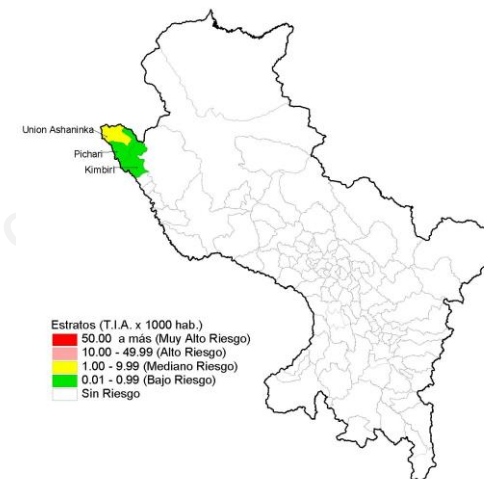 Union Ashaninka
Pichari
Kimbiri
Estratos (T.I.A. x 1000 hab.)
50.00 a más (Muy Alto Riesgo)
10.00 - 49.99 (Alto Riesgo)
1.00 - 9.99 (Mediano Riesgo)
0.01 - 0.99 (Bajo Riesgo)
Sin Riesgo